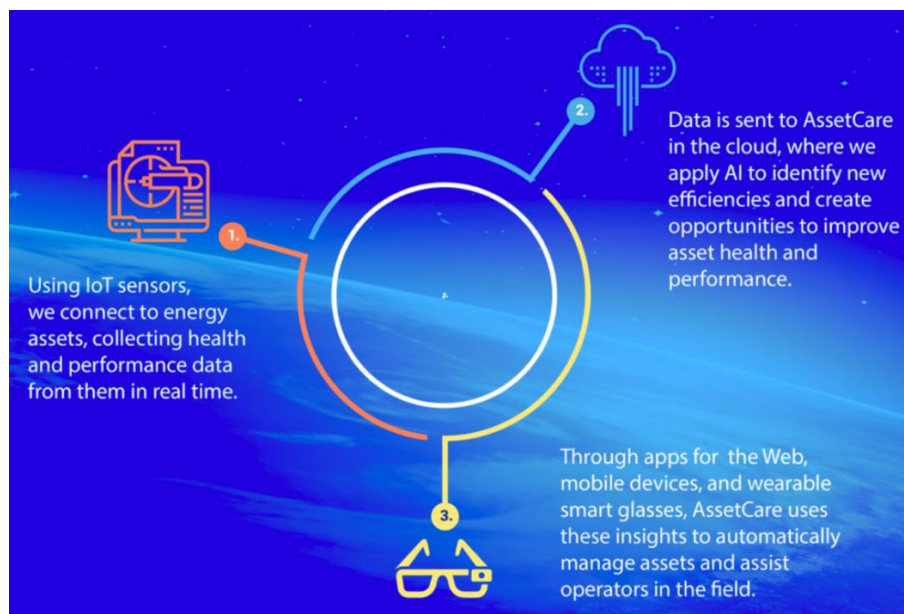 1.
Using IoT sensors,
we connect to energy
assets, collecting health
and performance data
from them in real time.
2.
Data is sent to AssetCare
in the cloud, where we
apply AI to identify new
efficiencies and create
opportunities to improve
asset health and
performance.
3.
Through apps for the Web,
mobile devices, and wearable
smart glasses, AssetCare uses
these insights to automatically
manage assets and assist
operators in the field.